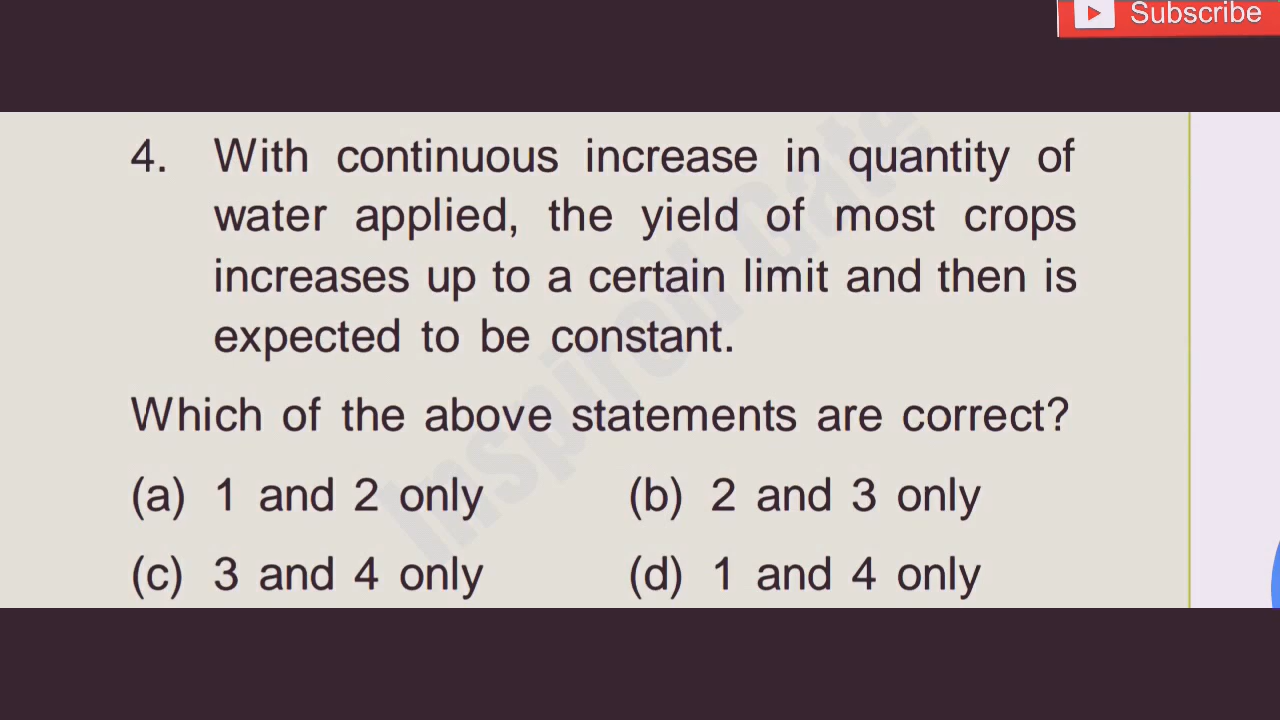 Subscribe
4. With continuous increase in quantity of
water applied, the yield of most crops
increases up to a certain limit and then is
expected to be constant.
Which of the above statements are correct?
(a) 1 and 2 only (b) 2 and 3 only
(c) 3 and 4 only (d) 1 and 4 only
Inspired Gate